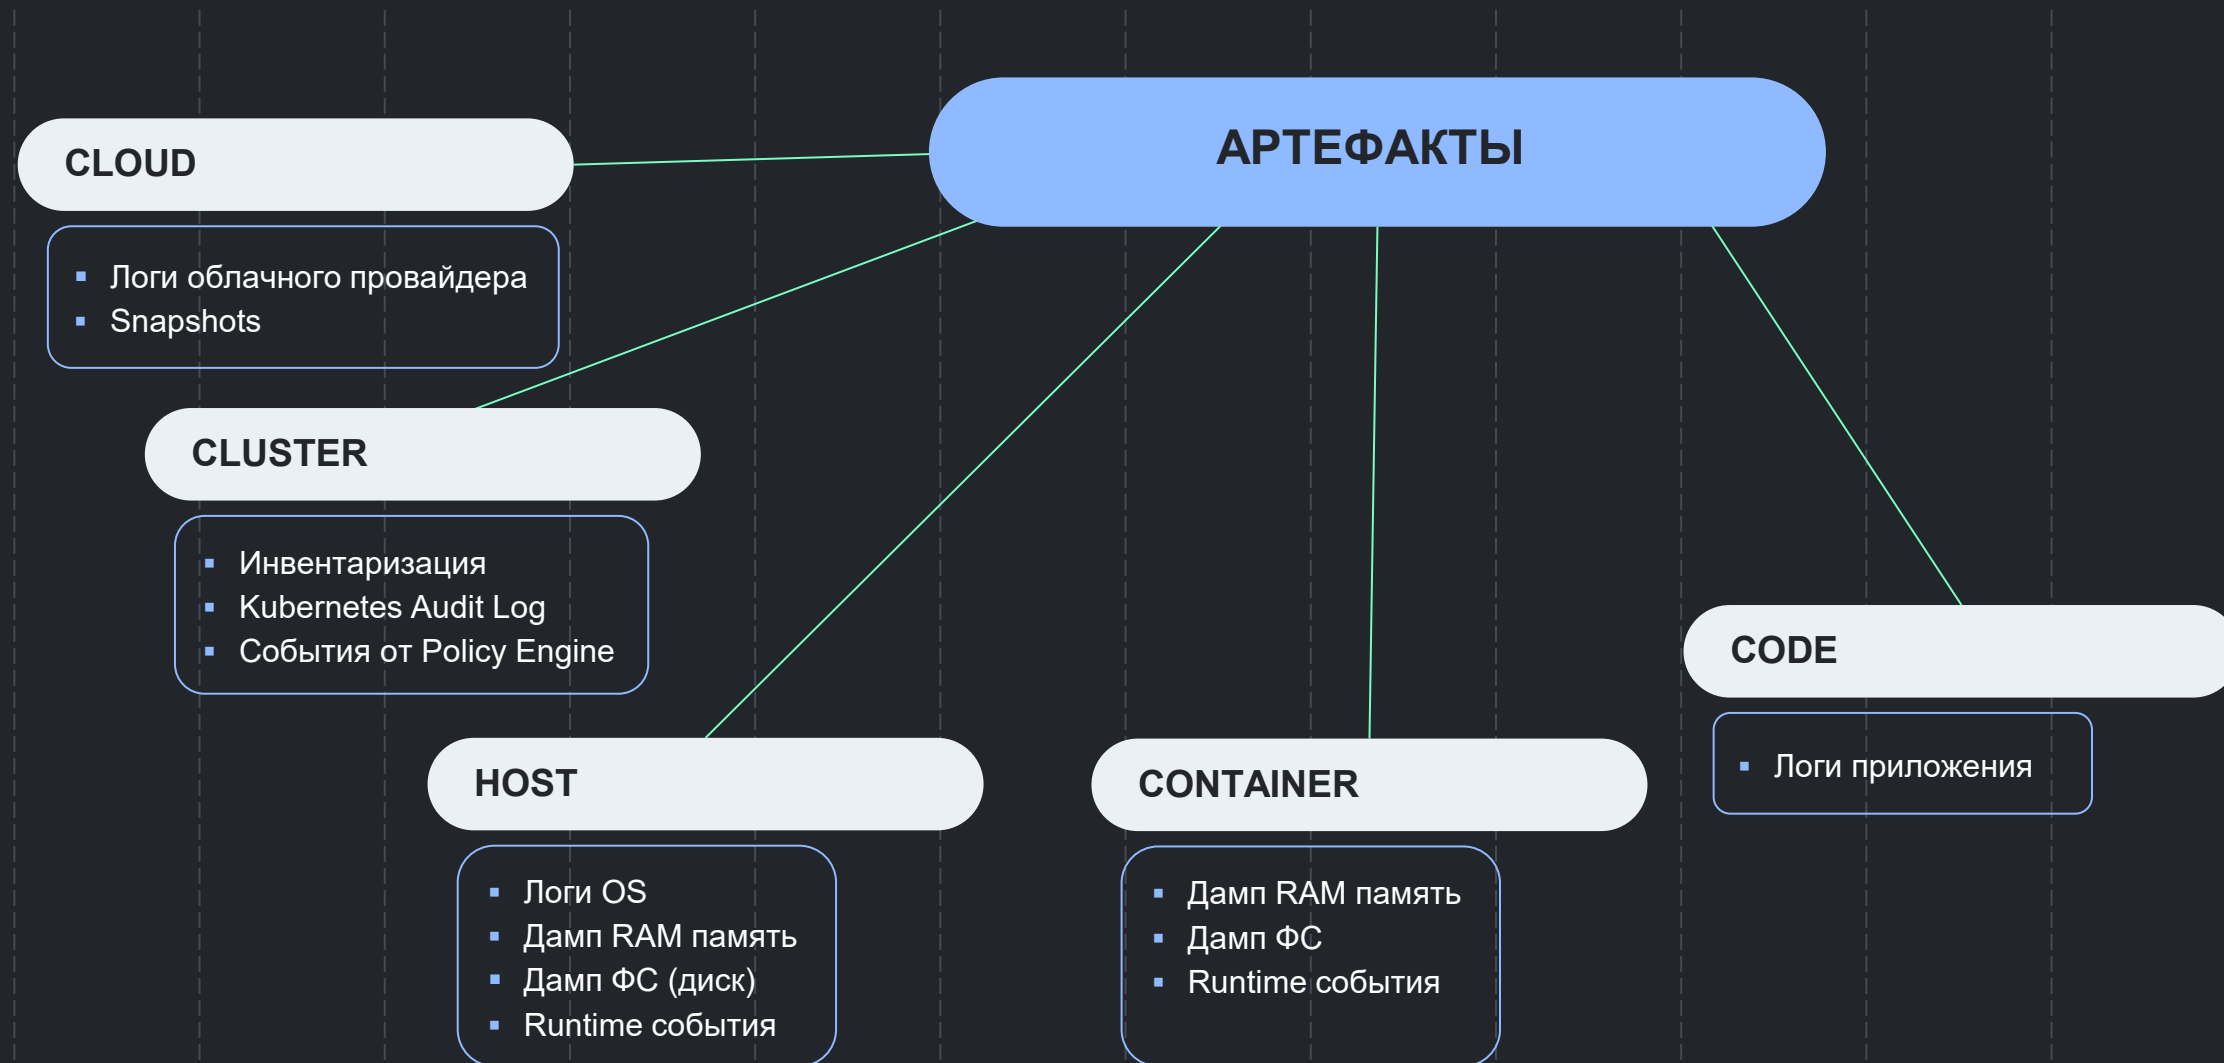 АРТЕФАКТЫ
CLOUD
Логи облачного провайдера
Snapshots
CLUSTER
Инвентаризация
Kubernetes Audit Log
События от Policy Engine
HOST
Логи OS
Дамп RAM память
Дамп ФС (диск)
Runtime события
CONTAINER
Дамп RAM память
Дамп ФС
Runtime события
CODE
Логи приложения